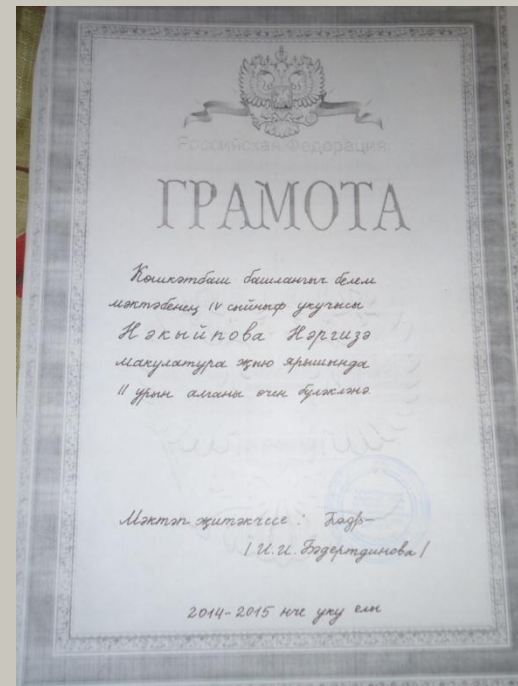 Российская Федерация
ГРАМОТА
Кошкәтбаш башлангыч белем
мәктәбенең IV сыйныф укучысы
Нәкыйпова Нәргизә
макулатура җыю ярышында
II урын алганы өчен бүләкләнә.
Мәктәп җитәкчесе: Бәдр–
/ И.И. Бәдертдинова /
2014-2015 нче уку елы